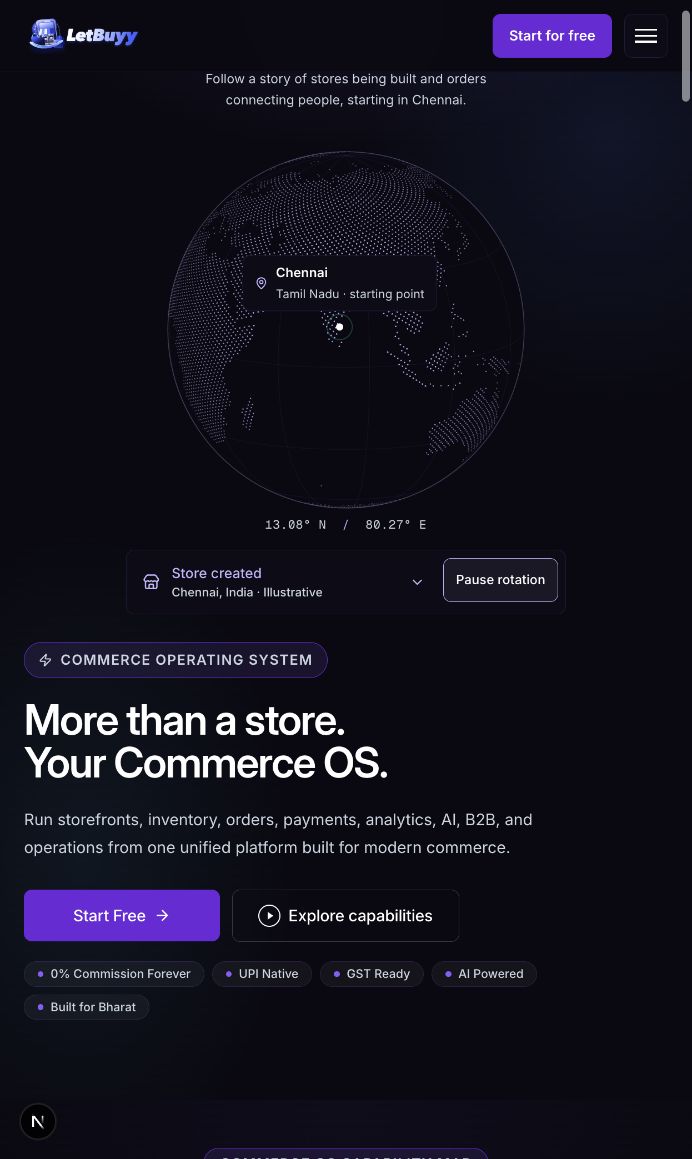 LetBuyy
Start for free
Follow a story of stores being built and orders
connecting people, starting in Chennai.
Chennai
Tamil Nadu · starting point
13.08° N / 80.27° E
Store created
Chennai, India · Illustrative
Pause rotation
COMMERCE OPERATING SYSTEM
More than a store.
Your Commerce OS.
Run storefronts, inventory, orders, payments, analytics, AI, B2B, and
operations from one unified platform built for modern commerce.
Start Free
Explore capabilities
0% Commission Forever
UPI Native
GST Ready
AI Powered
Built for Bharat
N